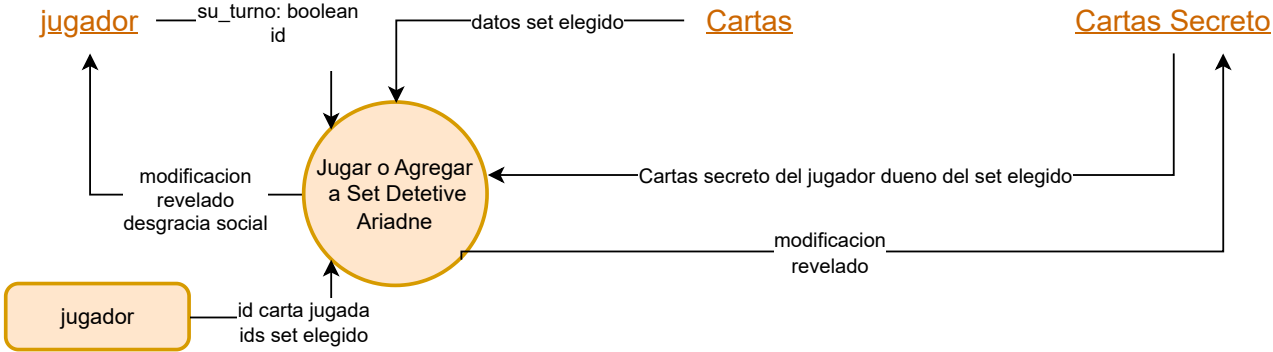 jugador
su_turno: boolean
id
datos set elegido
Cartas
Cartas Secreto
Jugar o Agregar
a Set Detetive
Ariadne
modificacion
revelado
desgracia social
Cartas secreto del jugador dueno del set elegido
modificacion
revelado
jugador
id carta jugada
ids set elegido